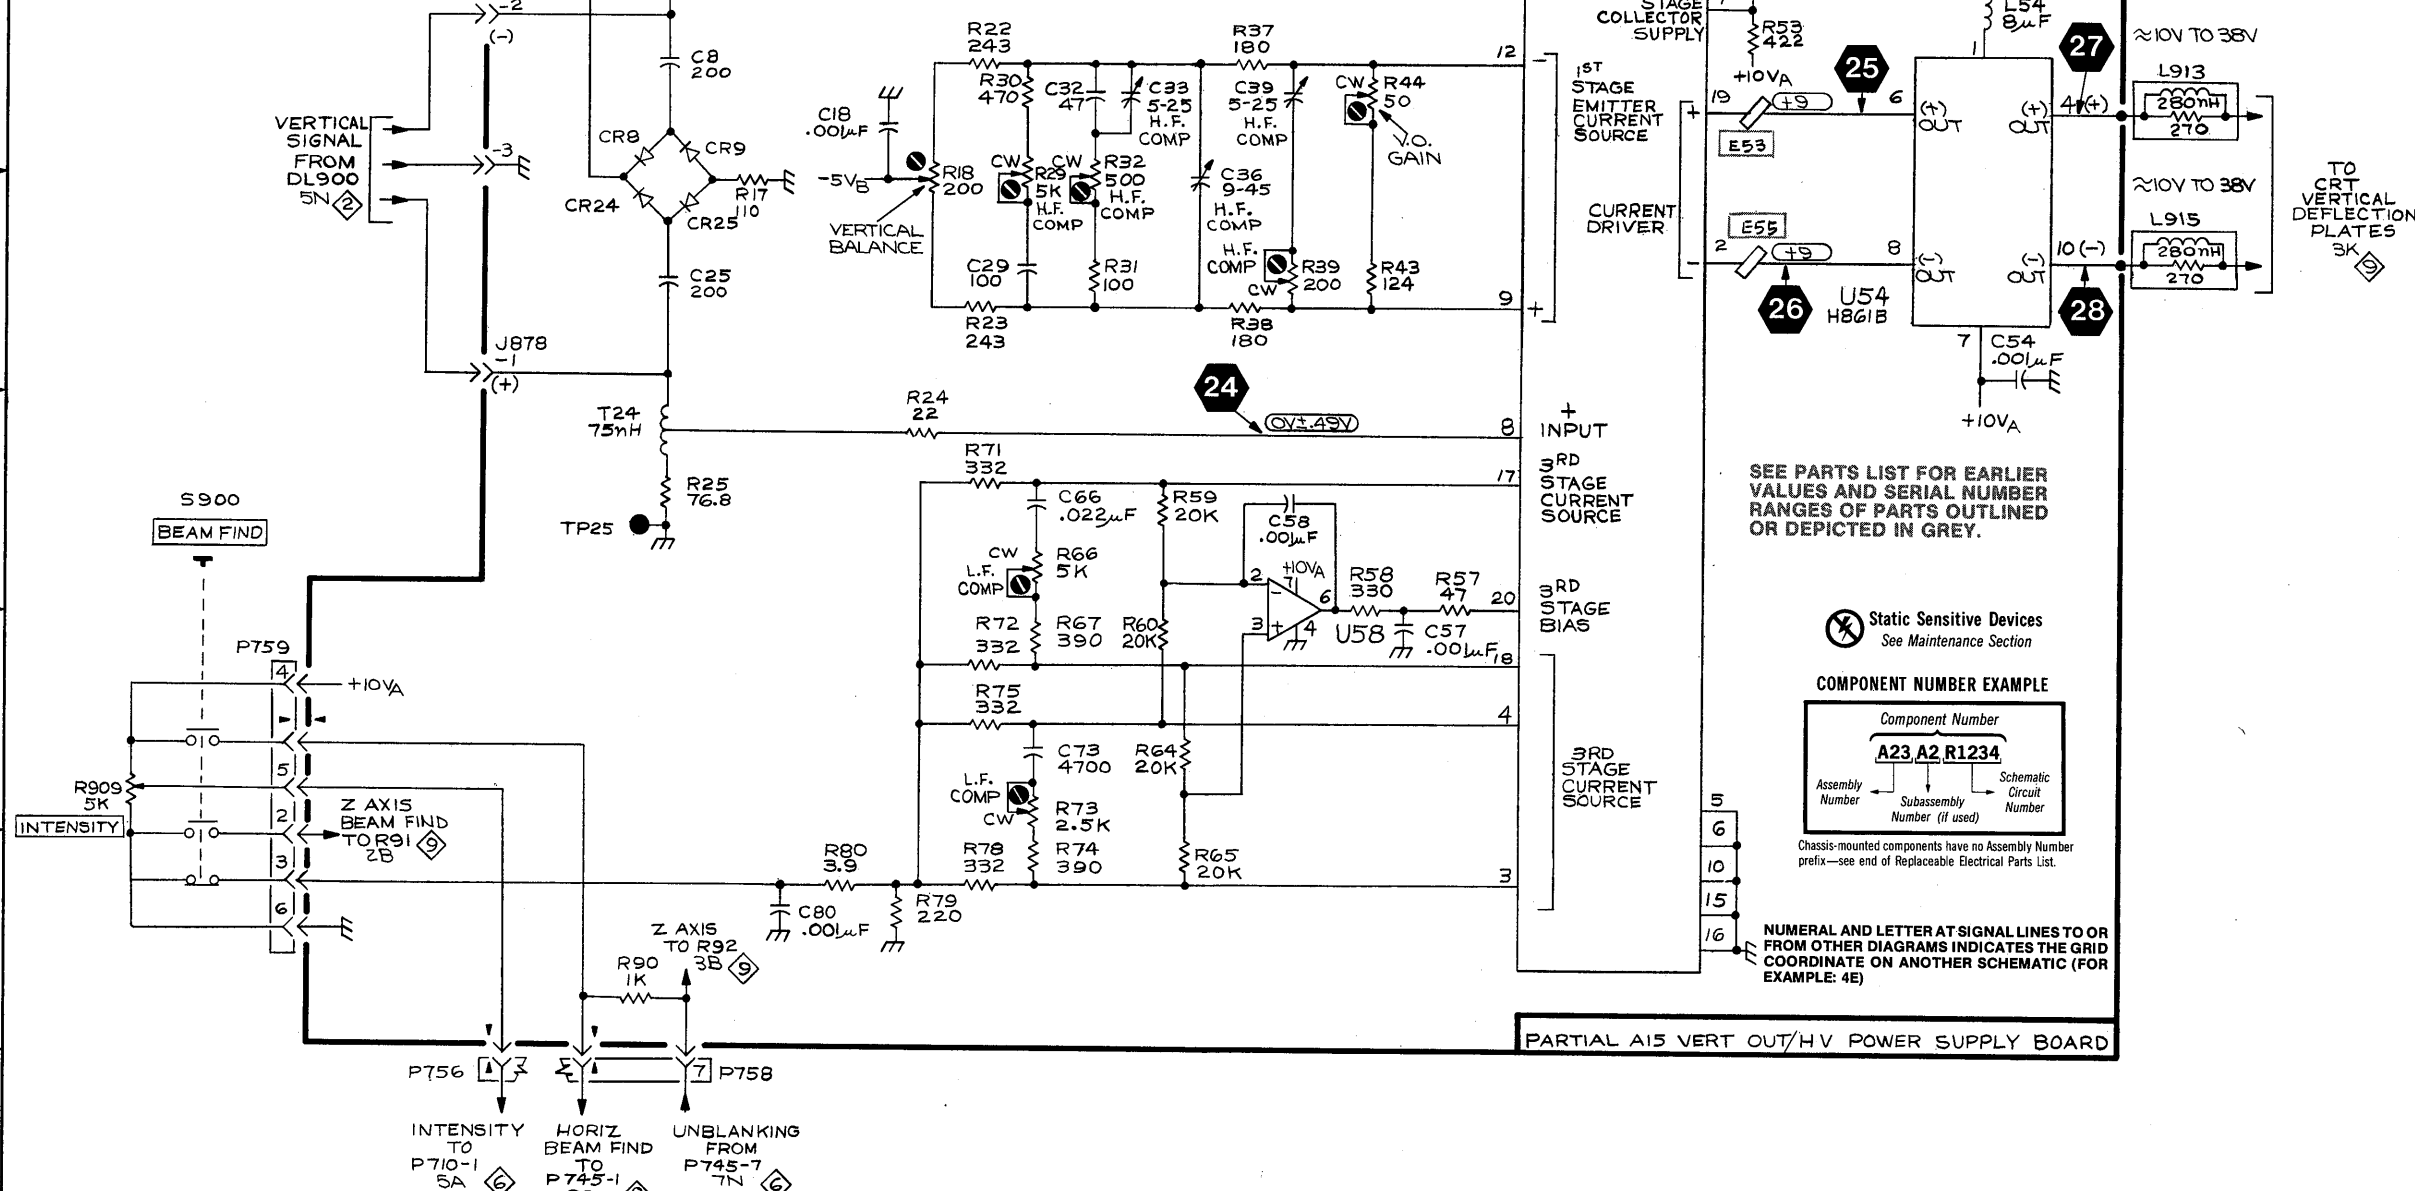 -2
(-)
VERTICAL
SIGNAL
FROM
DL900
5N 2
-3
J878
-1
(+)
C8
200
CR8
CR9
CR24
CR25
R17
110
C25
200
T24
75nH
R24
22
R25
76.8
TP25
C18
.001µF
-5VB
R18
200
VERTICAL
BALANCE
R22
243
R30
470
CW
R29
5K
H.F.
COMP
C29
100
R23
243
C32
47
C33
5-25
H.F.
COMP
CW
R32
500
H.F.
COMP
R31
100
C36
9-45
H.F.
COMP
R37
180
C39
5-25
H.F.
COMP
H.F.
COMP
CW
R39
200
R38
180
CW
R44
50
V.O.
GAIN
R43
124
12
-
9
+
1ST
STAGE
EMITTER
CURRENT
SOURCE
STAGE
COLLECTOR
SUPPLY
R53
422
+10VA
CURRENT
DRIVER
+
-
19
E53
+9
25
6
2
E55
+9
26
8
U54
H861B
(+)
OUT
(-)
OUT
(+)
OUT
(-)
OUT
1
L54
8µF
7
C54
.001µF
+10VA
27
4(+)
≈10V TO 38V
L913
280nH
270
≈10V TO 38V
L915
280nH
270
10(-)
28
TO
CRT
VERTICAL
DEFLECTION
PLATES
3K 9
24
0V±.49V
8
+
INPUT
R71
332
17
3RD
STAGE
CURRENT
SOURCE
C66
.022µF
CW
L.F.
COMP
R66
5K
R72
332
R67
390
R59
20K
R60
20K
C58
.001µF
+10VA
2
-
7
3
+
4
6
U58
R58
330
C57
.001µF
R57
47
20
3RD
STAGE
BIAS
18
R75
332
4
C73
4700
L.F.
COMP
CW
R73
2.5K
R74
390
R64
20K
R65
20K
R78
332
3
3RD
STAGE
CURRENT
SOURCE
5
6
10
15
16
R80
3.9
C80
.001µF
R79
220
S900
BEAM FIND
P759
4
+10VA
5
2
3
6
R909
5K
INTENSITY
Z AXIS
BEAM FIND
TO R91
2B 9
Z AXIS
TO R92
3B 9
R90
1K
P756
7
P758
INTENSITY
TO
P710-1
5A 6
HORIZ
BEAM FIND
TO
P745-1
UNBLANKING
FROM
P745-7
7N 6
SEE PARTS LIST FOR EARLIER
VALUES AND SERIAL NUMBER
RANGES OF PARTS OUTLINED
OR DEPICTED IN GREY.
Static Sensitive Devices
See Maintenance Section
COMPONENT NUMBER EXAMPLE
Component Number
A23 A2 R1234
Assembly
Number
Subassembly
Number (if used)
Schematic
Circuit
Number
Chassis-mounted components have no Assembly Number
prefix—see end of Replaceable Electrical Parts List.
NUMERAL AND LETTER AT SIGNAL LINES TO OR
FROM OTHER DIAGRAMS INDICATES THE GRID
COORDINATE ON ANOTHER SCHEMATIC (FOR
EXAMPLE: 4E)
PARTIAL A15 VERT OUT/HV POWER SUPPLY BOARD